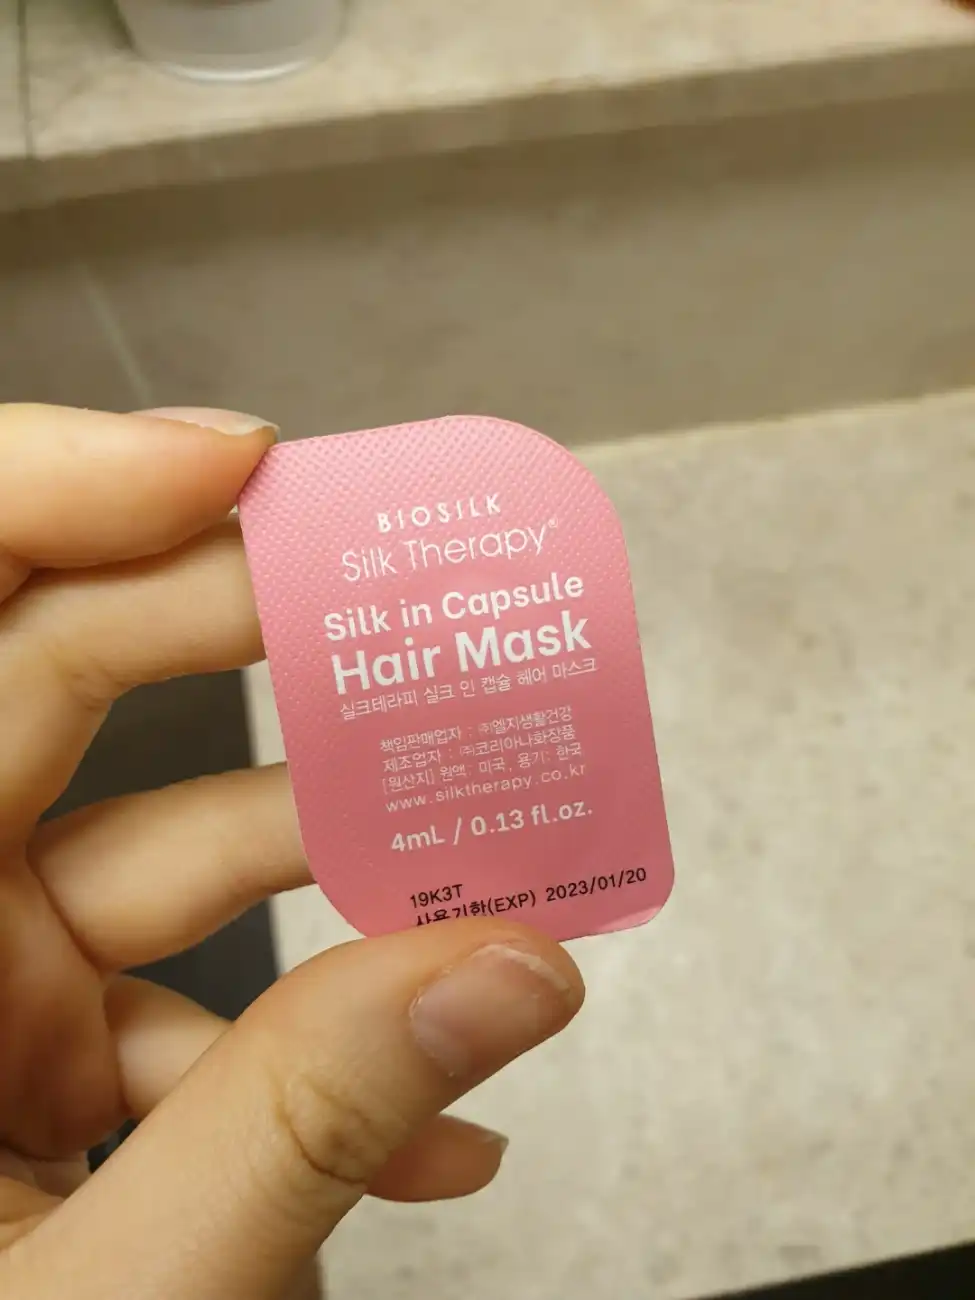 BIOSILK
Silk Therapy®
Silk in Capsule
Hair Mask
실크테라피 실크 인 캡슐 헤어 마스크
책임판매업자 : ㈜엘지생활건강
제조업자 : ㈜코리아나화장품
[원산지] 원액: 미국, 용기: 한국
www.silktherapy.co.kr
4mL / 0.13 fl.oz.
19K3T
사용기한(EXP) 2023/01/20